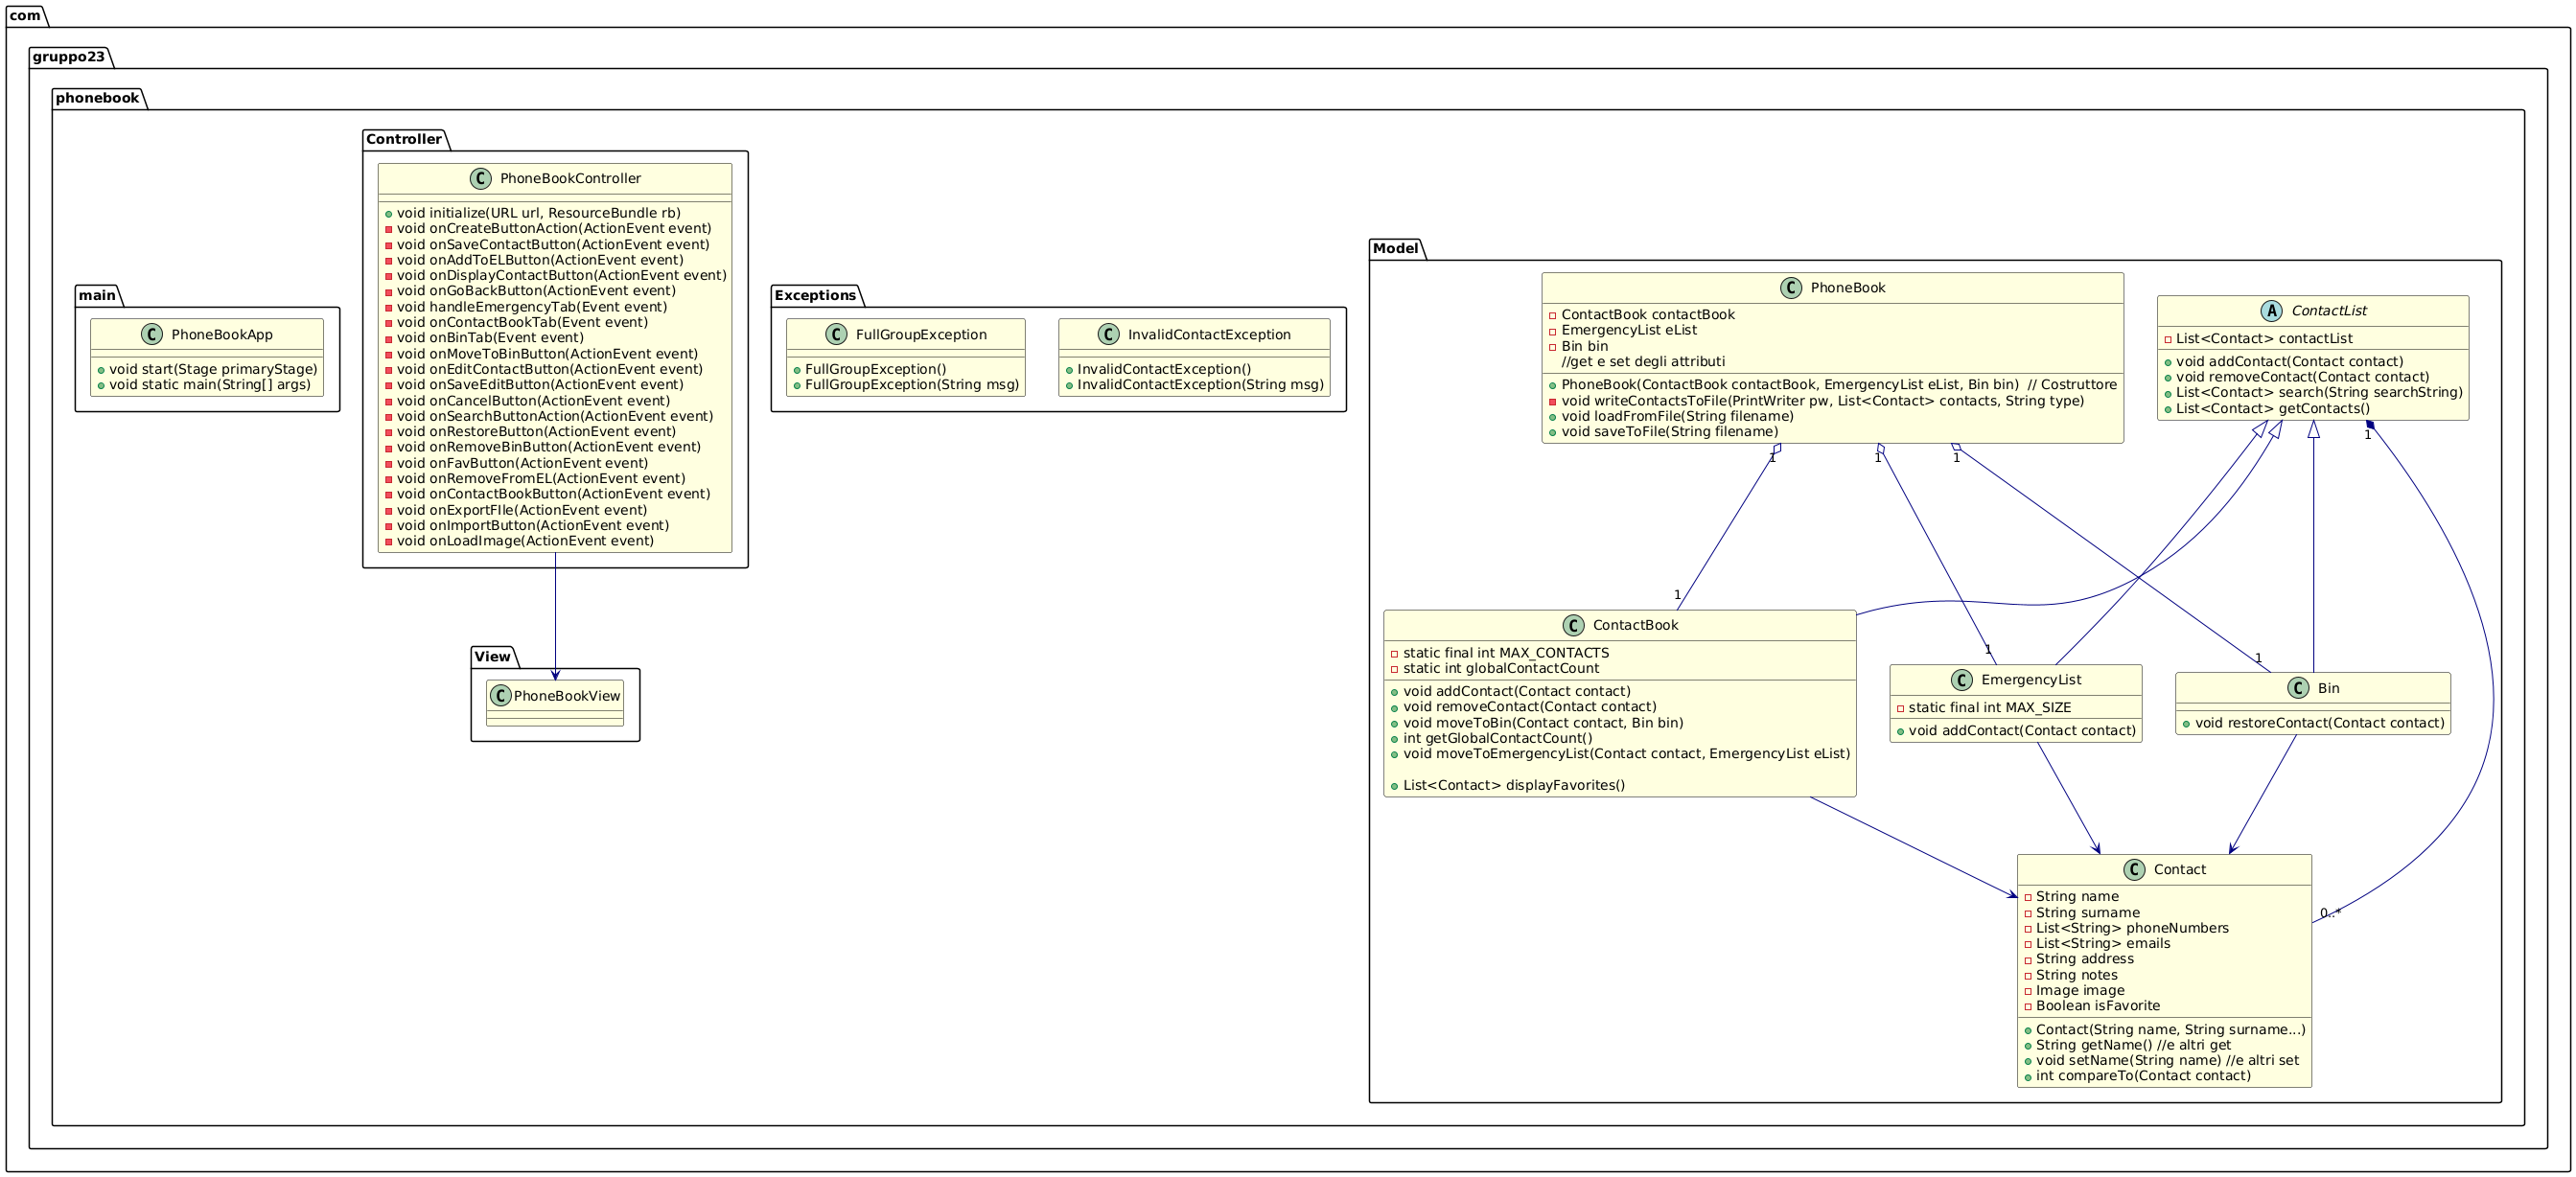 com
gruppo23
phonebook
Controller
PhoneBookController
void initialize(URL url, ResourceBundle rb)
void onCreateButtonAction(ActionEvent event)
void onSaveContactButton(ActionEvent event)
void onAddToELButton(ActionEvent event)
void onDisplayContactButton(ActionEvent event)
void onGoBackButton(ActionEvent event)
void handleEmergencyTab(Event event)
void onContactBookTab(Event event)
void onBinTab(Event event)
void onMoveToBinButton(ActionEvent event)
void onEditContactButton(ActionEvent event)
void onSaveEditButton(ActionEvent event)
void onCancelButton(ActionEvent event)
void onSearchButtonAction(ActionEvent event)
void onRestoreButton(ActionEvent event)
void onRemoveBinButton(ActionEvent event)
void onFavButton(ActionEvent event)
void onRemoveFromEL(ActionEvent event)
void onContactBookButton(ActionEvent event)
void onExportFIle(ActionEvent event)
void onImportButton(ActionEvent event)
void onLoadImage(ActionEvent event)
main
PhoneBookApp
void start(Stage primaryStage)
void static main(String[] args)
Exceptions
FullGroupException
FullGroupException()
FullGroupException(String msg)
InvalidContactException
InvalidContactException()
InvalidContactException(String msg)
View
PhoneBookView
Model
PhoneBook
ContactBook contactBook
EmergencyList eList
Bin bin
//get e set degli attributi
PhoneBook(ContactBook contactBook, EmergencyList eList, Bin bin)  // Costruttore
void writeContactsToFile(PrintWriter pw, List<Contact> contacts, String type)
void loadFromFile(String filename)
void saveToFile(String filename)
ContactList
List<Contact> contactList
void addContact(Contact contact)
void removeContact(Contact contact)
List<Contact> search(String searchString)
List<Contact> getContacts()
1
1
1
1
1
1
1
ContactBook
static final int MAX_CONTACTS
static int globalContactCount
void addContact(Contact contact)
void removeContact(Contact contact)
void moveToBin(Contact contact, Bin bin)
int getGlobalContactCount()
void moveToEmergencyList(Contact contact, EmergencyList eList)
List<Contact> displayFavorites()
EmergencyList
static final int MAX_SIZE
void addContact(Contact contact)
Bin
void restoreContact(Contact contact)
Contact
String name
String surname
List<String> phoneNumbers
List<String> emails
String address
String notes
Image image
Boolean isFavorite
Contact(String name, String surname...)
String getName() //e altri get
void setName(String name) //e altri set
int compareTo(Contact contact)
0..*